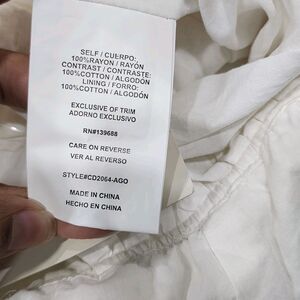 SELF / CUERPO:
100%RAYON / RAYÓN
CONTRAST / CONTRASTE:
100%COTTON / ALGODÓN
LINING / FORRO:
100%COTTON / ALGODÓN
EXCLUSIVE OF TRIM
ADORNO EXCLUSIVO
RN#139688
CARE ON REVERSE
VER AL REVERSO
STYLE#CD2064-AGO
MADE IN CHINA
HECHO EN CHINA